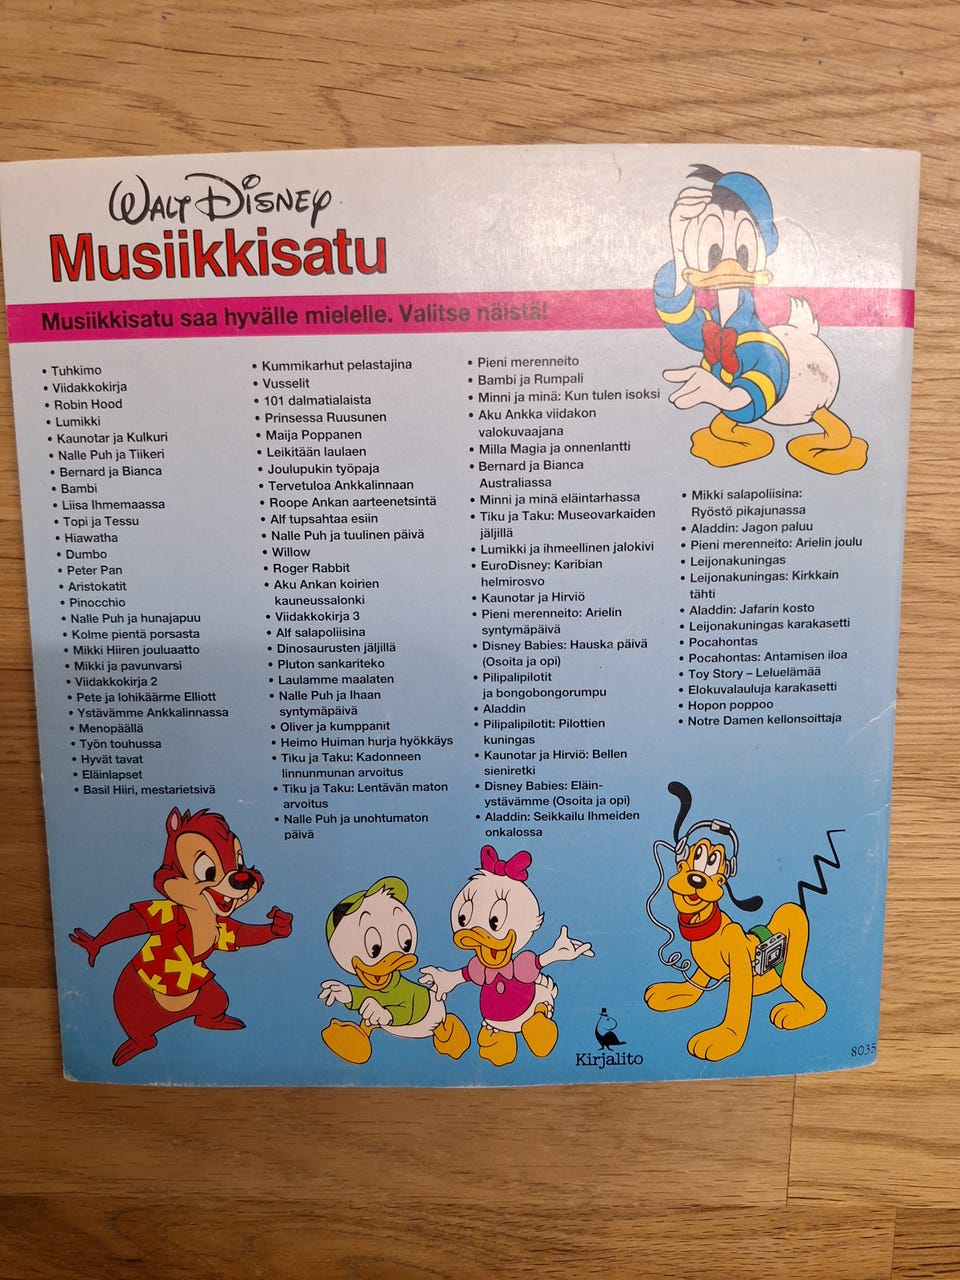 WALT DISNEY
Musiikkisatu
Musiikkisatu saa hyvälle mielelle. Valitse näistä!
• Tuhkimo
• Viidakkokirja
• Robin Hood
• Lumikki
• Kaunotar ja Kulkuri
• Nalle Puh ja Tiikeri
• Bernard ja Bianca
• Bambi
• Liisa Ihmemaassa
• Topi ja Tessu
• Hiawatha
• Dumbo
• Peter Pan
• Aristokatit
• Pinocchio
• Nalle Puh ja hunajapuu
• Kolme pientä porsasta
• Mikki Hiiren jouluaatto
• Mikki ja pavunvarsi
• Viidakkokirja 2
• Pete ja lohikäärme Elliott
• Ystävämme Ankkalinnassa
• Menopäällä
• Työn touhussa
• Hyvät tavat
• Eläinlapset
• Basil Hiiri, mestarietsivä
• Kummikarhut pelastajina
• Vusselit
• 101 dalmatialaista
• Prinsessa Ruusunen
• Maija Poppanen
• Leikitään laulaen
• Joulupukin työpaja
• Tervetuloa Ankkalinnaan
• Roope Ankan aarteenetsintä
• Alf tupsahtaa esiin
• Nalle Puh ja tuulinen päivä
• Willow
• Roger Rabbit
• Aku Ankan koirien
kauneussalonki
• Viidakkokirja 3
• Alf salapoliisina
• Dinosaurusten jäljillä
• Pluton sankariteko
• Laulamme maalaten
• Nalle Puh ja Ihaan
syntymäpäivä
• Oliver ja kumppanit
• Heimo Huiman hurja hyökkäys
• Tiku ja Taku: Kadonneen
linnunmunan arvoitus
• Tiku ja Taku: Lentävän maton
arvoitus
• Nalle Puh ja unohtumaton
päivä
• Pieni merenneito
• Bambi ja Rumpali
• Minni ja minä: Kun tulen isoksi
• Aku Ankka viidakon
valokuvaajana
• Milla Magia ja onnenlantti
• Bernard ja Bianca
Australiassa
• Minni ja minä eläintarhassa
• Tiku ja Taku: Museovarkaiden
jäljillä
• Lumikki ja ihmeellinen jalokivi
• EuroDisney: Karibian
helmirosvo
• Kaunotar ja Hirviö
• Pieni merenneito: Arielin
syntymäpäivä
• Disney Babies: Hauska päivä
(Osoita ja opi)
• Pilipalipilotit
ja bongobongorumpu
• Aladdin
• Pilipalipilotit: Pilottien
kuningas
• Kaunotar ja Hirviö: Bellen
sieniretki
• Disney Babies: Eläin-
ystävämme (Osoita ja opi)
• Aladdin: Seikkailu Ihmeiden
onkalossa
• Mikki salapoliisina:
Ryöstö pikajunassa
• Aladdin: Jagon paluu
• Pieni merenneito: Arielin joulu
• Leijonakuningas
• Leijonakuningas: Kirkkain
tähti
• Aladdin: Jafarin kosto
• Leijonakuningas karakasetti
• Pocahontas
• Pocahontas: Antamisen iloa
• Toy Story – Leluelämää
• Elokuvalauluja karakasetti
• Hopon poppoo
• Notre Damen kellonsoittaja
Kirjalito
8035